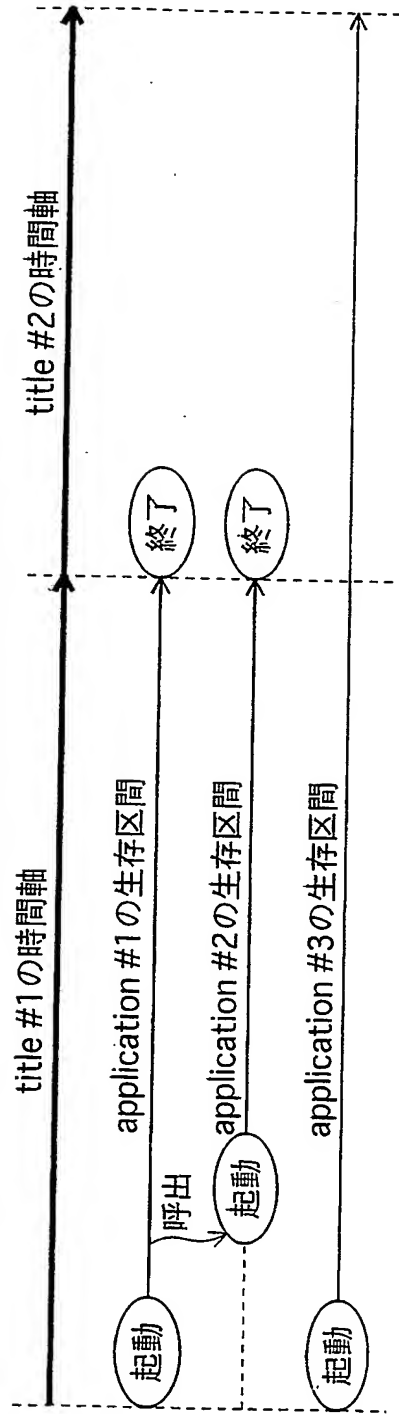 title #1の時間軸
title #2の時間軸
起動
application #1の生存区間
終了
呼出
起動
application #2の生存区間
終了
起動
application #3の生存区間